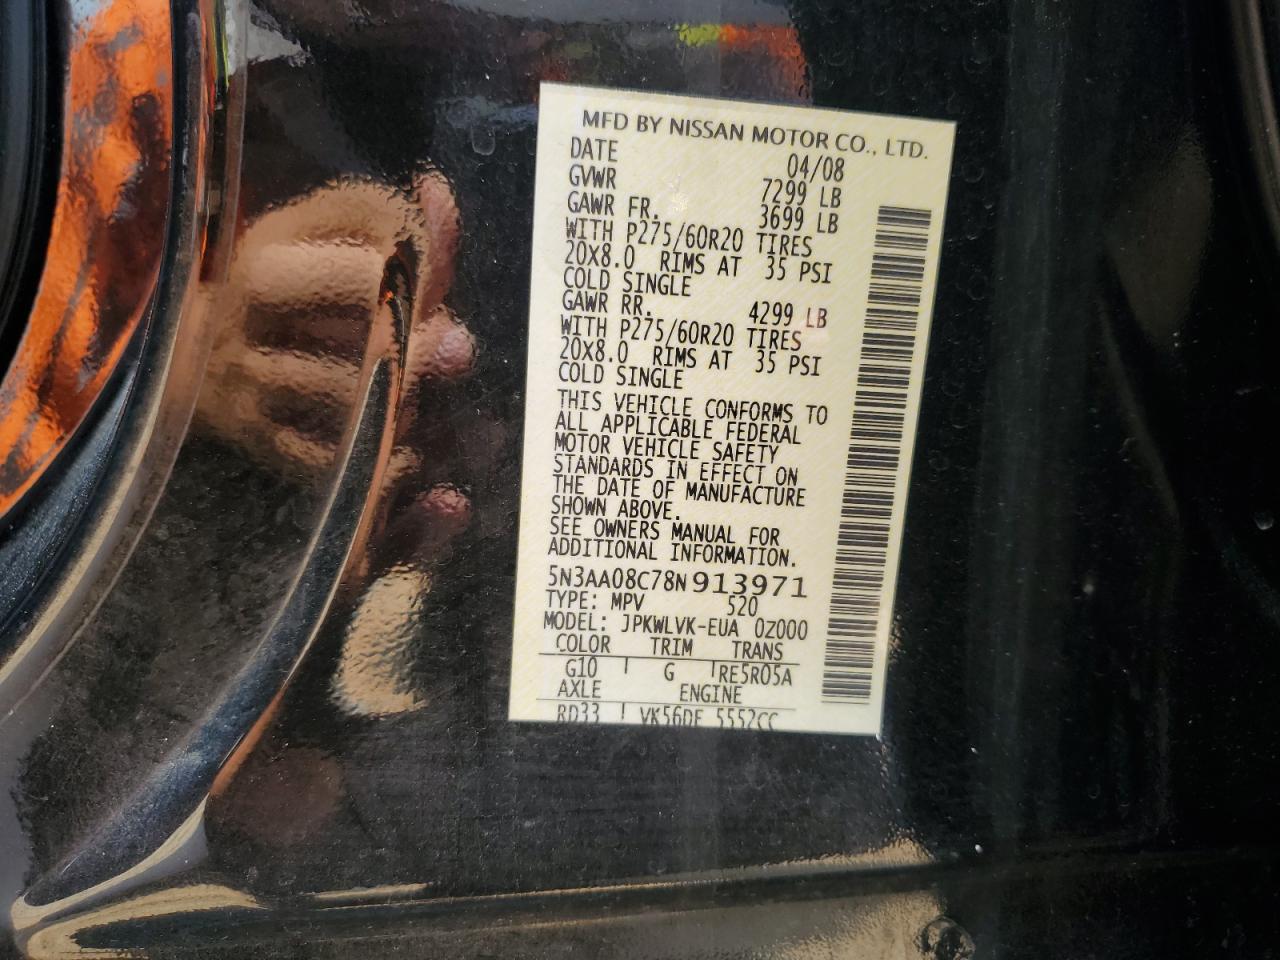 MFD BY NISSAN MOTOR CO., LTD.
DATE 04/08
GVWR 7299 LB
GAWR FR. 3699 LB
WITH P275/60R20 TIRES
20X8.0 RIMS AT 35 PSI
COLD SINGLE
GAWR RR. 4299 LB
WITH P275/60R20 TIRES
20X8.0 RIMS AT 35 PSI
COLD SINGLE
THIS VEHICLE CONFORMS TO
ALL APPLICABLE FEDERAL
MOTOR VEHICLE SAFETY
STANDARDS IN EFFECT ON
THE DATE OF MANUFACTURE
SHOWN ABOVE.
SEE OWNERS MANUAL FOR
ADDITIONAL INFORMATION.
5N3AA08C78N913971
TYPE: MPV 520
MODEL: JPKWLVK-EUA 0Z000
COLOR TRIM TRANS
G10 G RE5R05A
AXLE ENGINE
RD33 VK56DE 5552CC